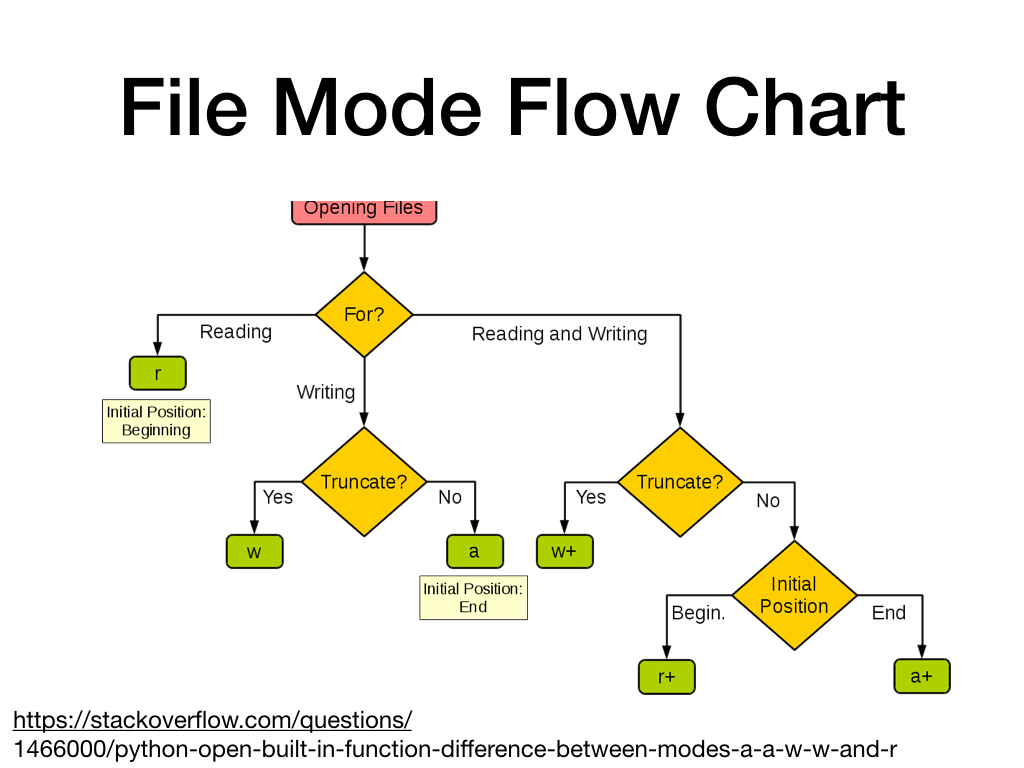 File Mode Flow Chart
Opening Files
For?
Reading
Reading and Writing
r
Writing
Initial Position:
Beginning
Truncate?
Yes
No
Truncate?
Yes
No
w
a
w+
Initial Position:
End
Initial
Position
Begin.
End
r+
a+
https://stackoverflow.com/questions/
1466000/python-open-built-in-function-difference-between-modes-a-a-w-w-and-r